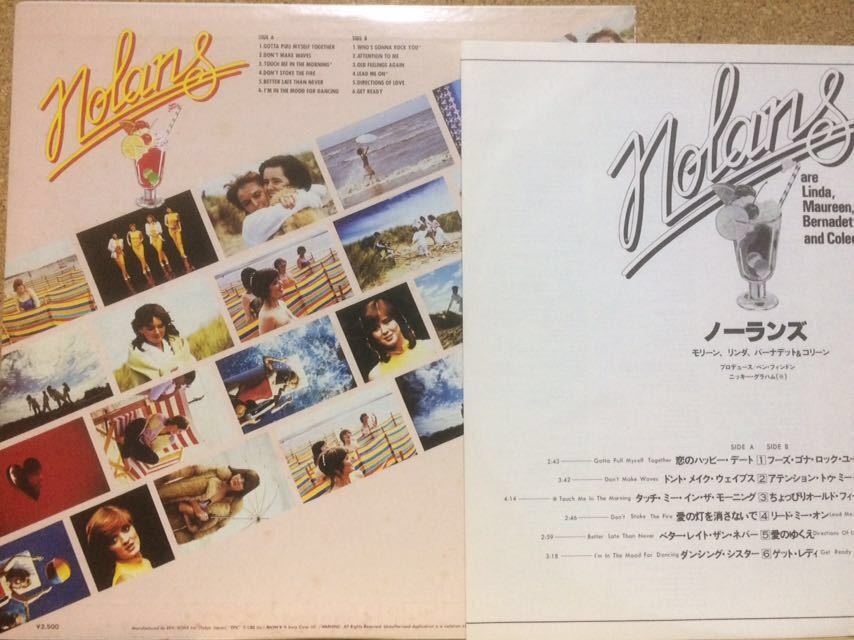 Nolans
SIDE A
1. GOTTA PULL MYSELF TOGETHER
2. DON'T MAKE WAVES
3. TOUCH ME IN THE MORNING*
4. DON'T STOKE THE FIRE
5. BETTER LATE THAN NEVER
6. I'M IN THE MOOD FOR DANCING
SIDE B
1. WHO'S GONNA ROCK YOU*
2. ATTENTION TO ME
3. OLD FEELINGS AGAIN
4. LEAD ME ON*
5. DIRECTIONS OF LOVE
6. GET READY
¥2,500
Nolans
are
Linda,
Maureen,
Bernadet
and Colee
ノーランズ
モリーン、リンダ、バーナデット&コリーン
プロデュース/ベン・フィンドン
ニッキー・グラハム(※)
SIDE A SIDE B
2:43 Gotta Pull Myself Together 恋のハッピー・デート 1 フーズ・ゴナ・ロック・ユ
3:42 Don't Make Waves ドント・メイク・ウェイブス 2 アテンション・トゥ・ミー
4:14 ※ Touch Me In The Morning タッチ・ミー・イン・ザ・モーニング 3 ちょっぴりオールド・フィ
2:46 Don't Stoke The Fire 愛の灯を消さないで 4 リード・ミー・オン Lead Me
2:59 Better Late Than Never ベター・レイト・ザン・ネバー 5 愛のゆくえ Directions Of
3:18 I'm In The Mood For Dancing ダンシング・シスター 6 ゲット・レディ Get Ready